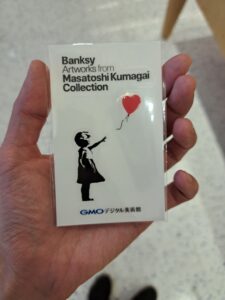 Banksy
Artworks from
Masatoshi Kumagai
Collection
GMOデジタル美術館